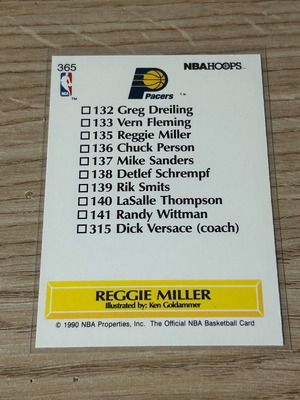 365
NBA HOOPS
NBA
Pacers
132 Greg Dreiling
133 Vern Fleming
135 Reggie Miller
136 Chuck Person
137 Mike Sanders
138 Detlef Schrempf
139 Rik Smits
140 LaSalle Thompson
141 Randy Wittman
315 Dick Versace (coach)
REGGIE MILLER
Illustrated by: Ken Goldammer
© 1990 NBA Properties, Inc. The Official NBA Basketball Card